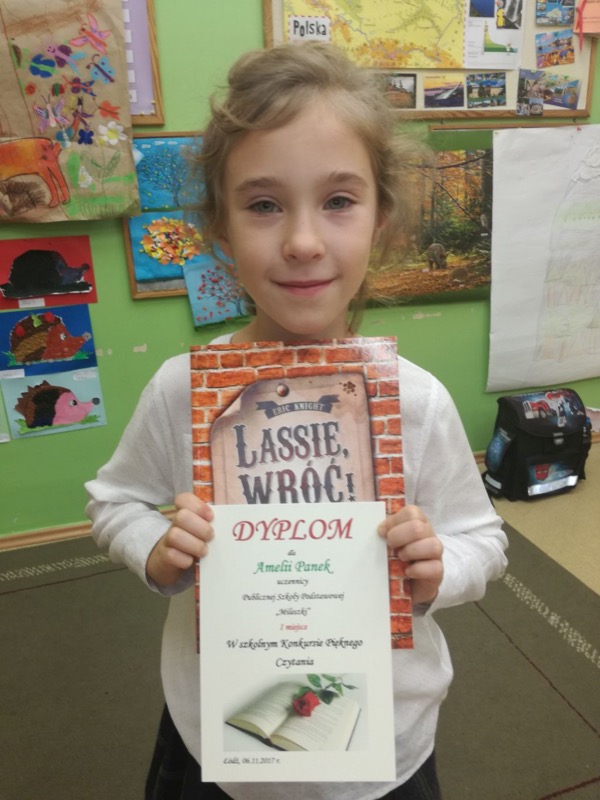 Polska
ERIC KNIGHT
LASSIE,
WRÓĆ!
DYPLOM
dla
Amelii Panek
uczennicy
Publicznej Szkoły Podstawowej
„Mileszki"
I miejsce
W szkolnym Konkursie Pięknego
Czytania
Łódź, 06.11.2017 r.